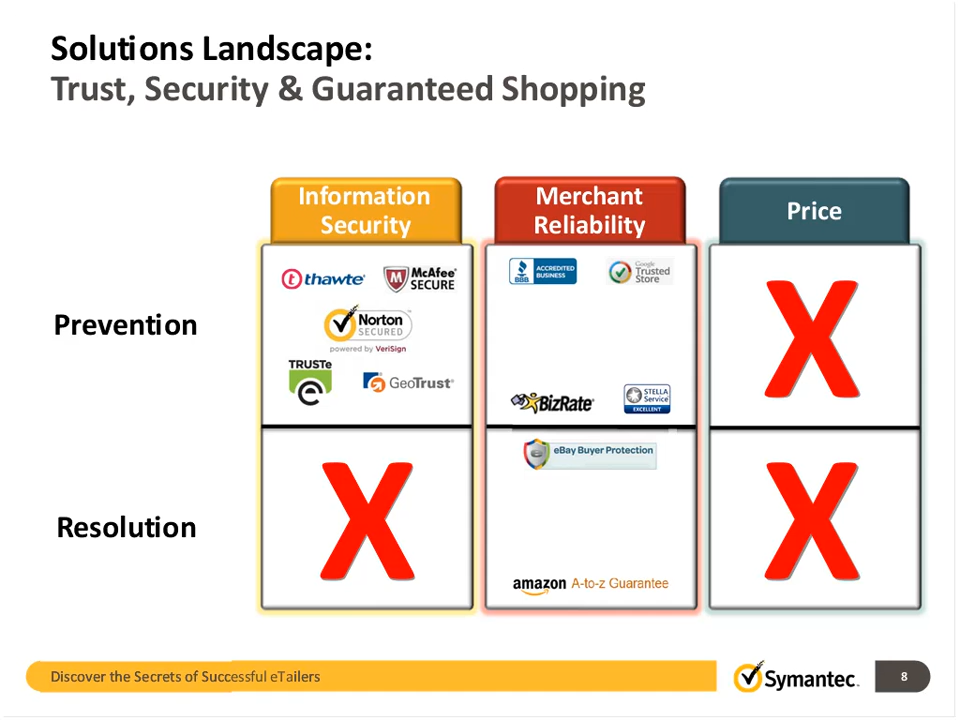 Solutions Landscape:
Trust, Security & Guaranteed Shopping
Information
Security
Merchant
Reliability
Price
Prevention
thawte®
McAfee®
SECURE
Norton™
SECURED
powered by VeriSign
TRUSTe
e
GeoTrust®
BBB
ACCREDITED
BUSINESS
Google
Trusted
Store
BizRate®
STELLA
Service
EXCELLENT
X
Resolution
X
eBay Buyer Protection
amazon A-to-z Guarantee
X
Discover the Secrets of Successful eTailers
Symantec™
8